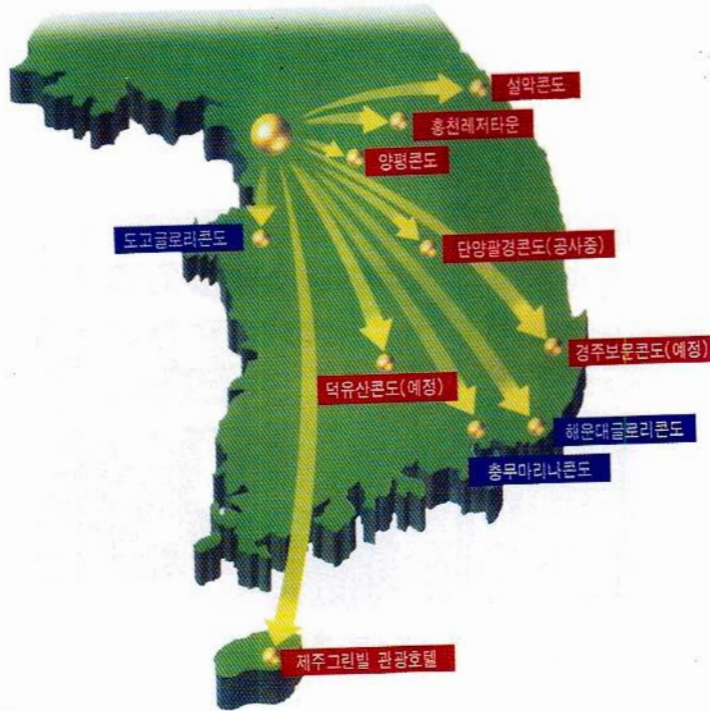 설악콘도
홍천레저타운
양평콘도
도고글로리콘도
단양팔경콘도(공사중)
경주보문콘도(예정)
덕유산콘도(예정)
해운대글로리콘도
충무마리나콘도
제주그린빌 관광호텔